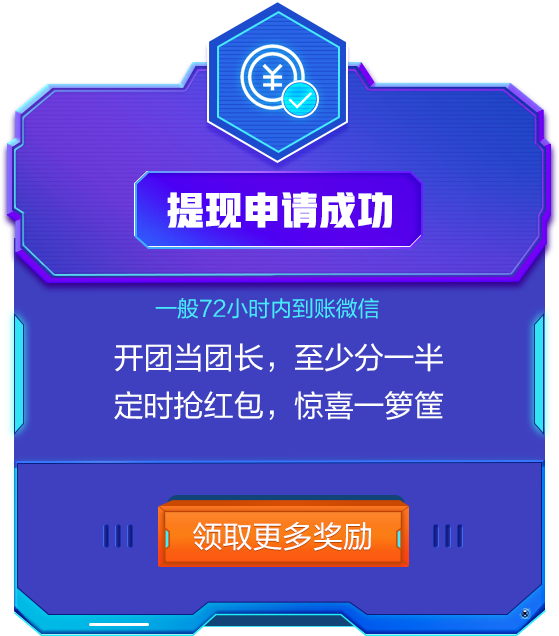 提现申请成功
一般72小时内到账微信
开团当团长，至少分一半
定时抢红包，惊喜一箩筐
领取更多奖励